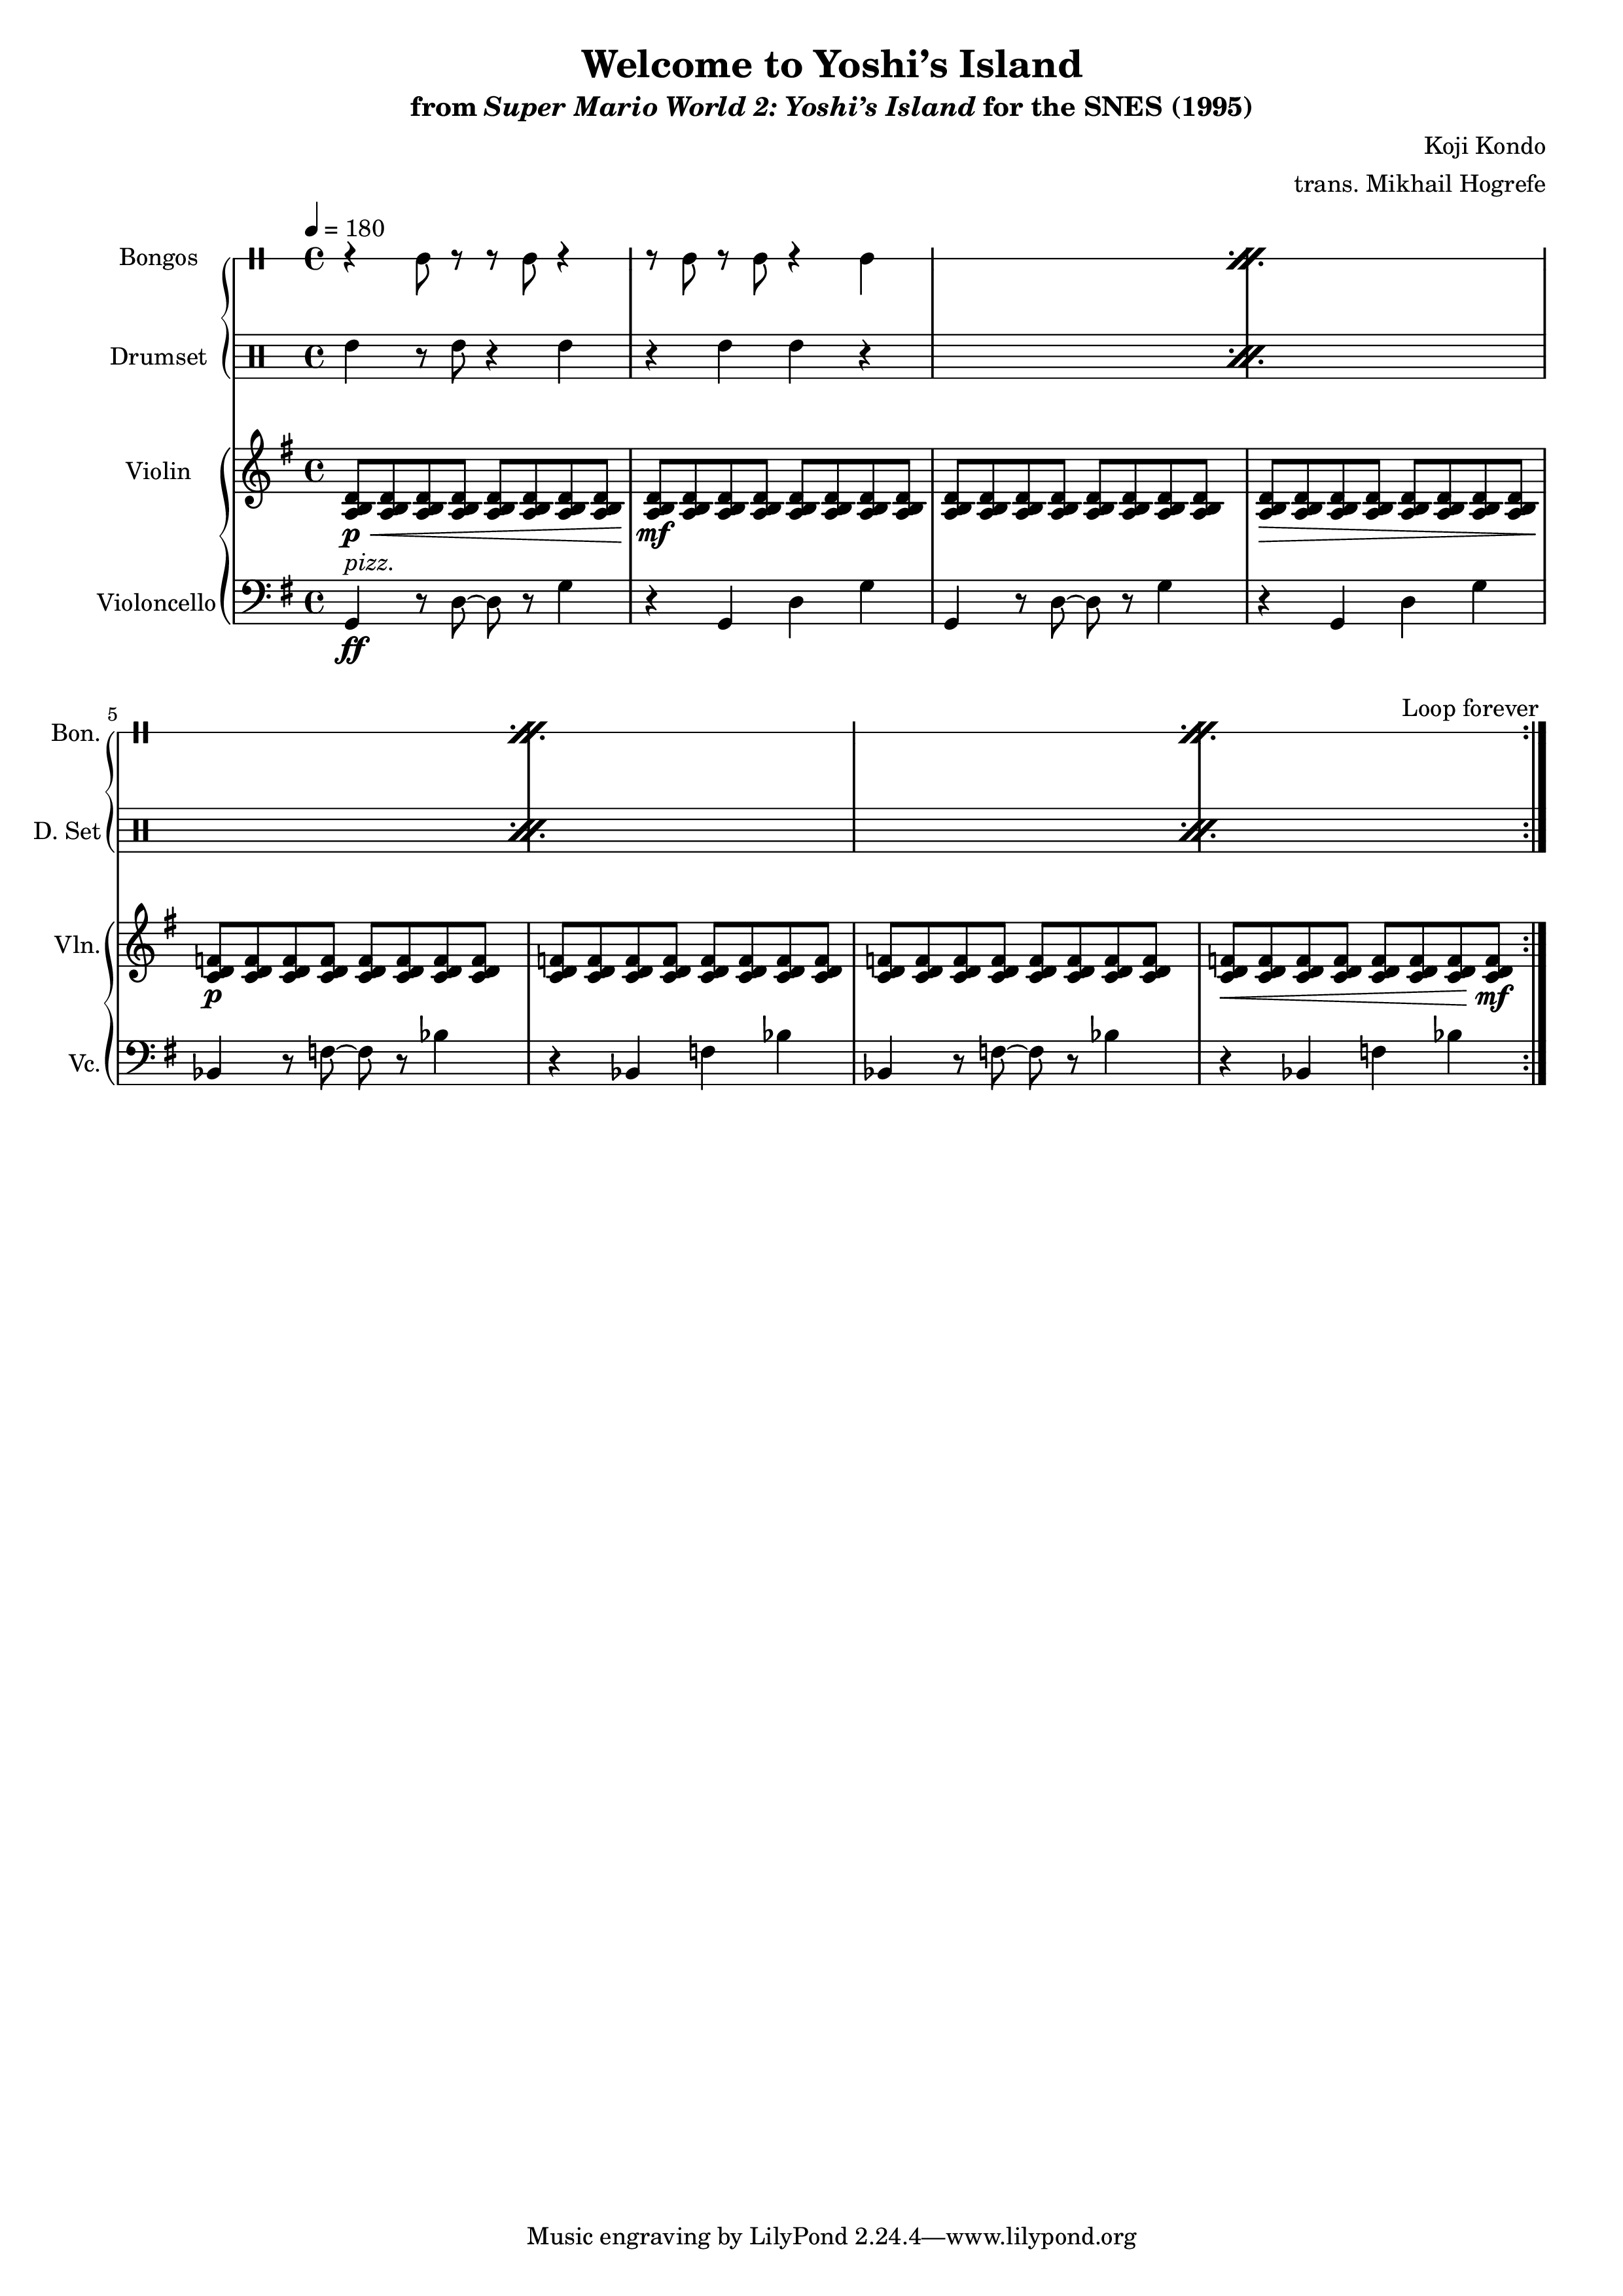 Welcome to Yoshi’s Island
from Super Mario World 2: Yoshi’s Island for the SNES (1995)
Koji Kondo
trans. Mikhail Hogrefe
= 180
Bongos
Drumset
Violin
p
mf
pizz.
Violoncello
ff
5
Loop forever
Bon.
D. Set
Vln.
p
mf
Vc.
Music engraving by LilyPond 2.24.4—www.lilypond.org